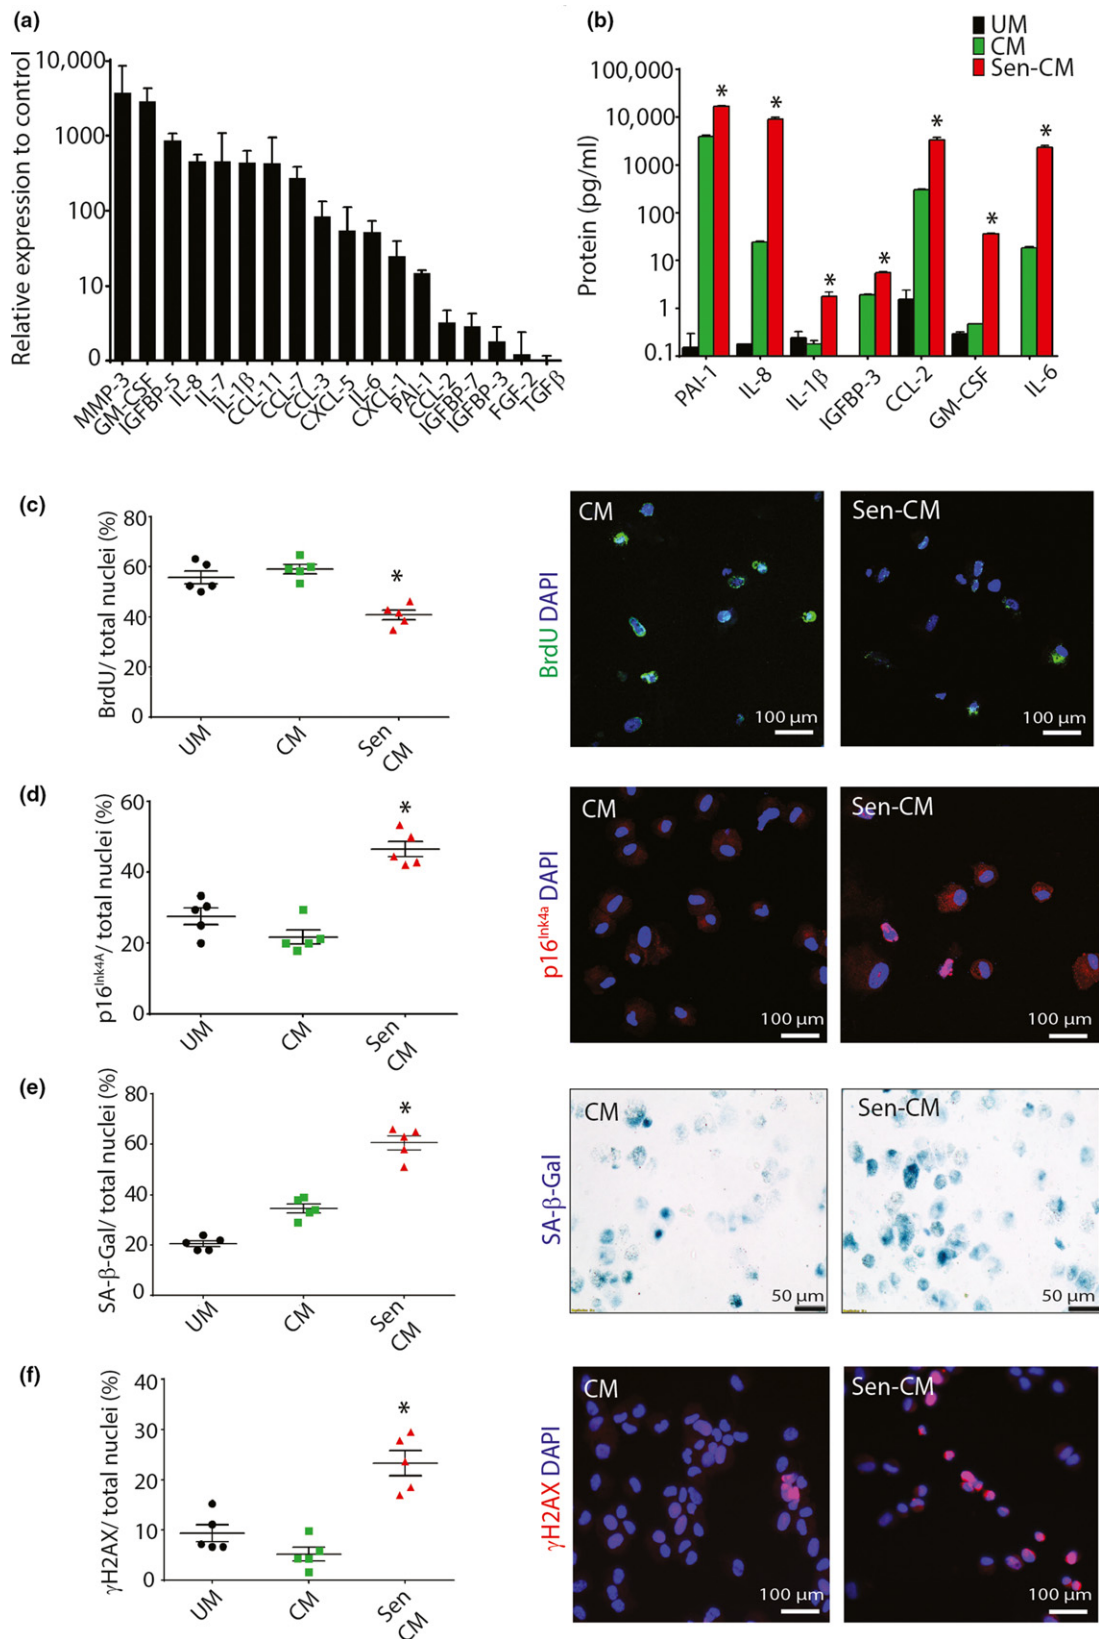 (a)
Relative expression to control
10,000
1000
100
10
0
MMP-3
GM-CSF
IGFBP-5
IL-8
IL-7
IL-1β
CCL-11
CCL-7
CCL-3
CXCL-5
IL-6
CXCL-1
PAI-1
CCL-2
IGFBP-7
IGFBP-3
FGF-2
TGFβ
(b)
UM
CM
Sen-CM
Protein (pg/ml)
100,000
10,000
1000
100
10
1
0.1
* * * * * * *
PAI-1
IL-8
IL-1β
IGFBP-3
CCL-2
GM-CSF
IL-6
(c)
BrdU/ total nuclei (%)
80
60
40
20
0
*
UM
CM
Sen
CM
BrdU DAPI
CM
100 µm
Sen-CM
100 µm
(d)
p16^Ink4A/ total nuclei (%)
60
40
20
0
*
UM
CM
Sen
CM
p16^Ink4a DAPI
CM
100 µm
Sen-CM
100 µm
(e)
SA-β-Gal/ total nuclei (%)
80
60
40
20
0
*
UM
CM
Sen
CM
SA-β-Gal
CM
50 µm
Sen-CM
50 µm
(f)
γH2AX/ total nuclei (%)
40
30
20
10
0
*
UM
CM
Sen
CM
γH2AX DAPI
CM
100 µm
Sen-CM
100 µm